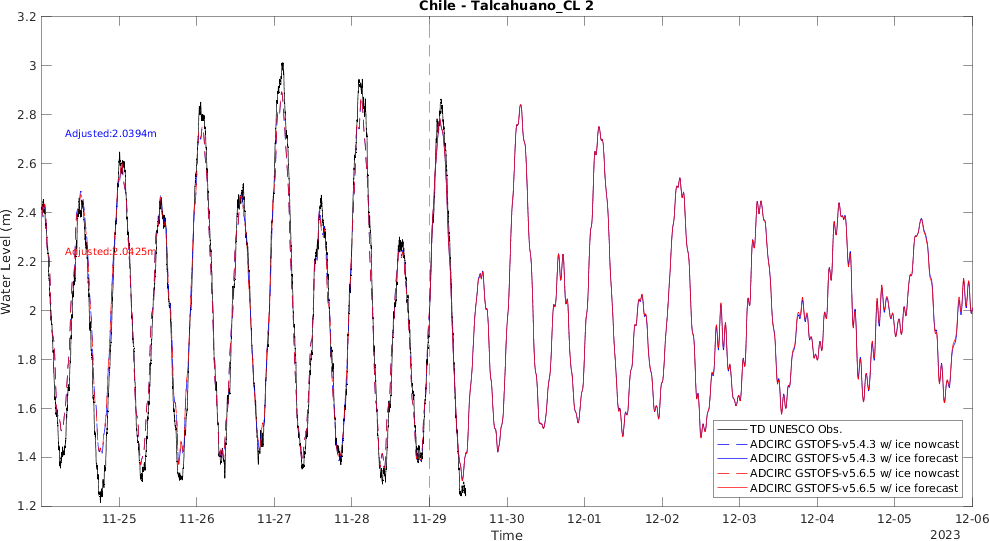 Chile - Talcahuano_CL 2
3.2
3
2.8
2.6
2.4
2.2
2
1.8
1.6
1.4
1.2
Water Level (m)
Adjusted:2.0394m
Adjusted:2.0425m
TD UNESCO Obs.
ADCIRC GSTOFS-v5.4.3 w/ ice nowcast
ADCIRC GSTOFS-v5.4.3 w/ ice forecast
ADCIRC GSTOFS-v5.6.5 w/ ice nowcast
ADCIRC GSTOFS-v5.6.5 w/ ice forecast
11-25 11-26 11-27 11-28 11-29 11-30 12-01 12-02 12-03 12-04 12-05 12-06
Time
2023